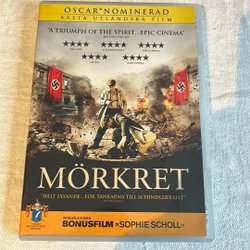 OSCAR® NOMINERAD
BÄSTA UTLÄNDSKA FILM
"A TRIUMPH OF THE SPIRIT...EPIC CINEMA"
MÖRKRET
"HELT LYSANDE...FÖR TANKARNA TILL SCHINDLER'S LIST"
BONUSFILM »SOPHIE SCHOLL«